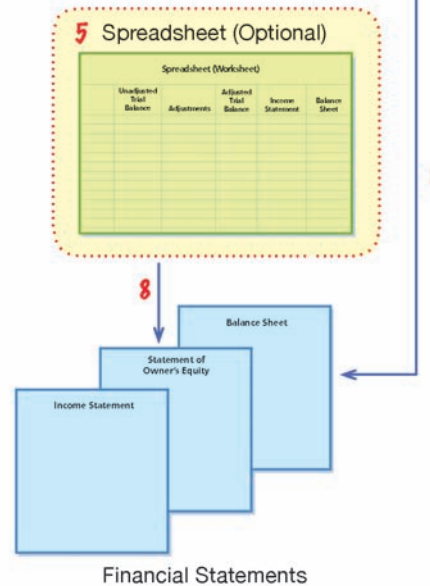 5 Spreadsheet (Optional)
Spreadsheet (Worksheet)
Unadjusted
Trial
Balance
Adjustments
Adjusted
Trial
Balance
Income
Statement
Balance
Sheet
8
Balance Sheet
Statement of
Owner's Equity
Income Statement
Financial Statements